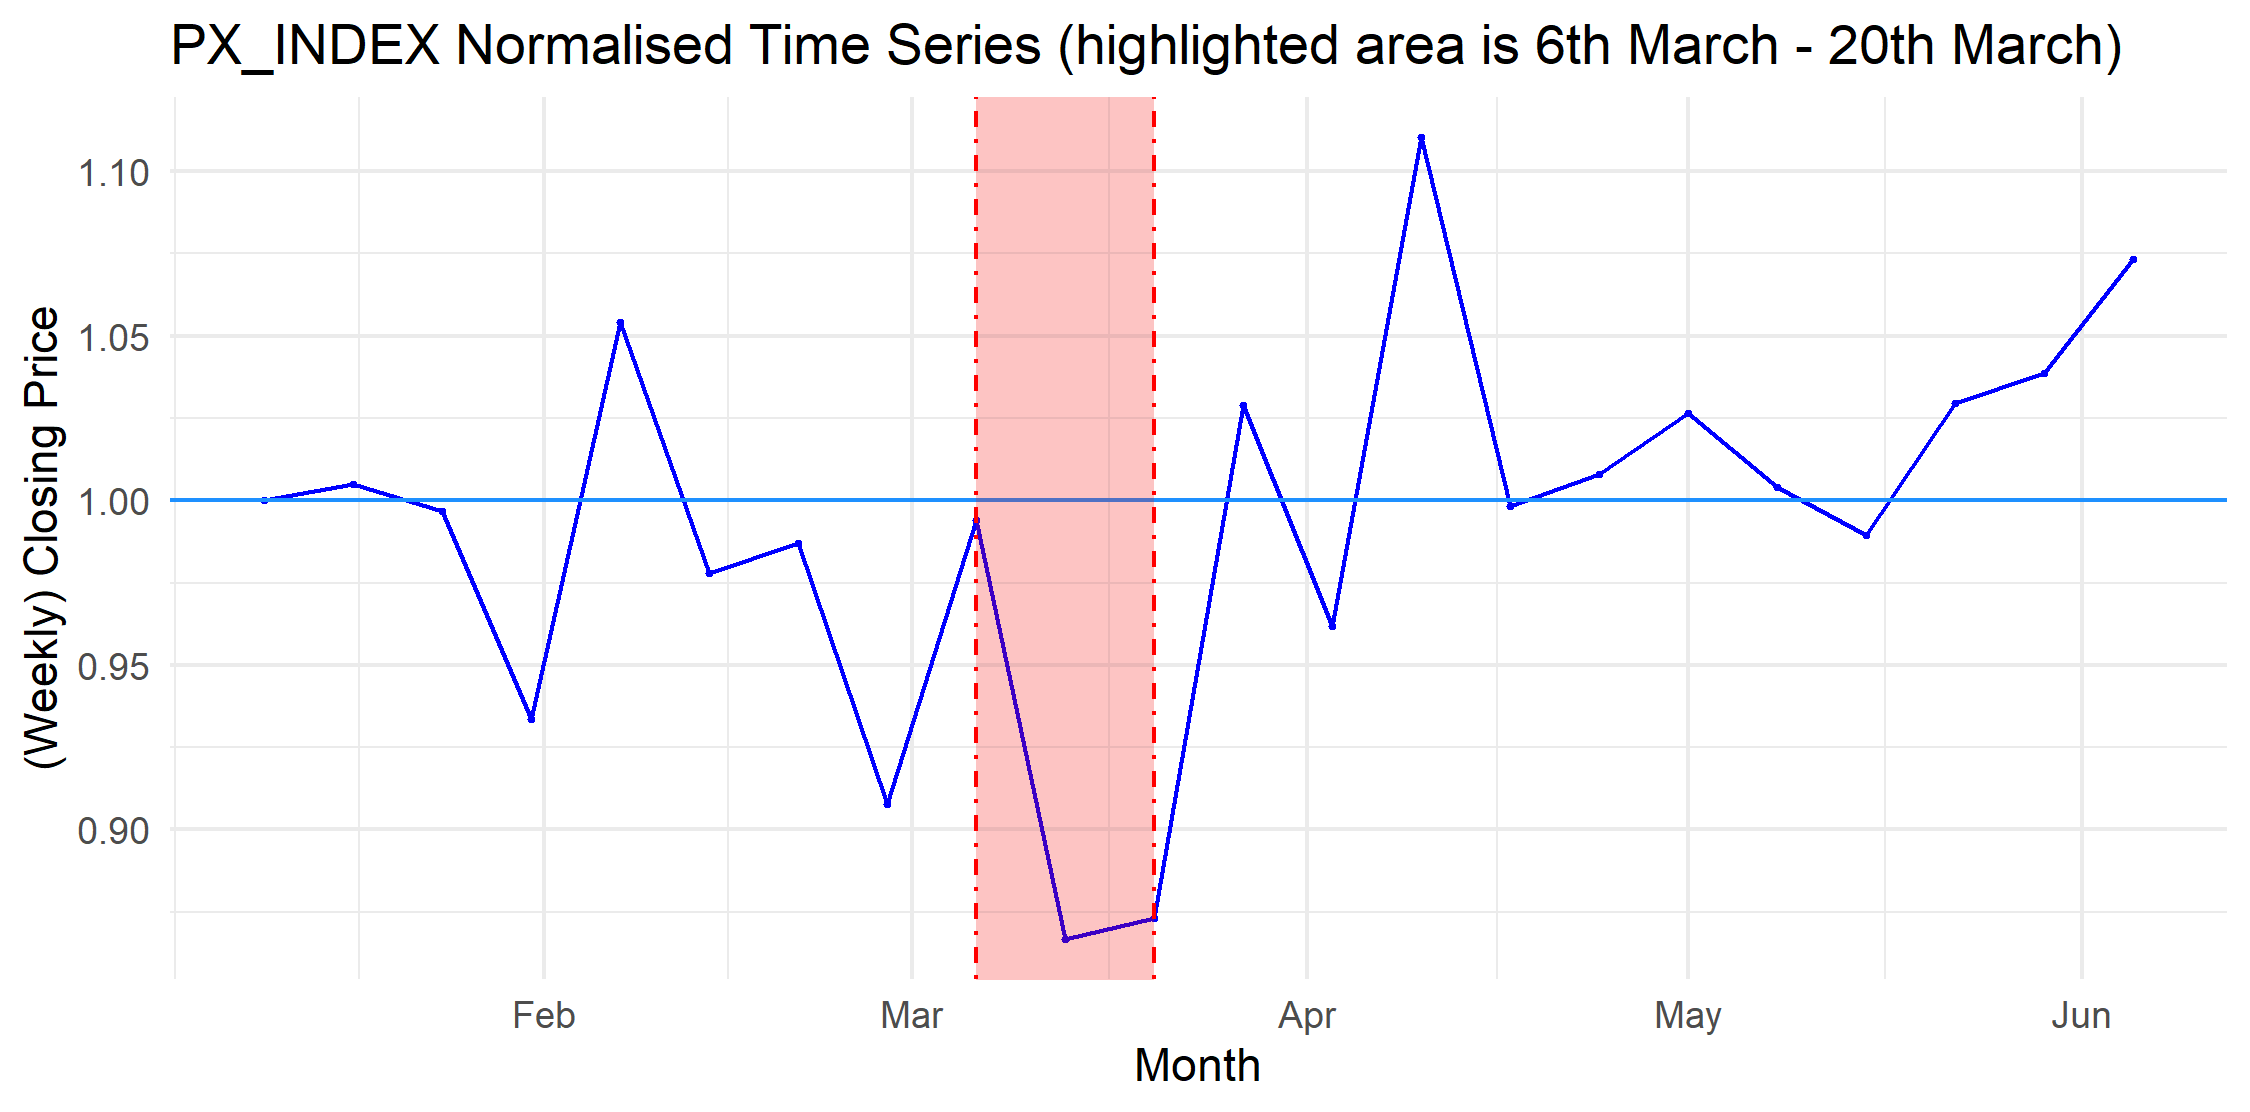 PX_INDEX Normalised Time Series (highlighted area is 6th March - 20th March)
(Weekly) Closing Price
1.10
1.05
1.00
0.95
0.90
Feb Mar Apr May Jun
Month